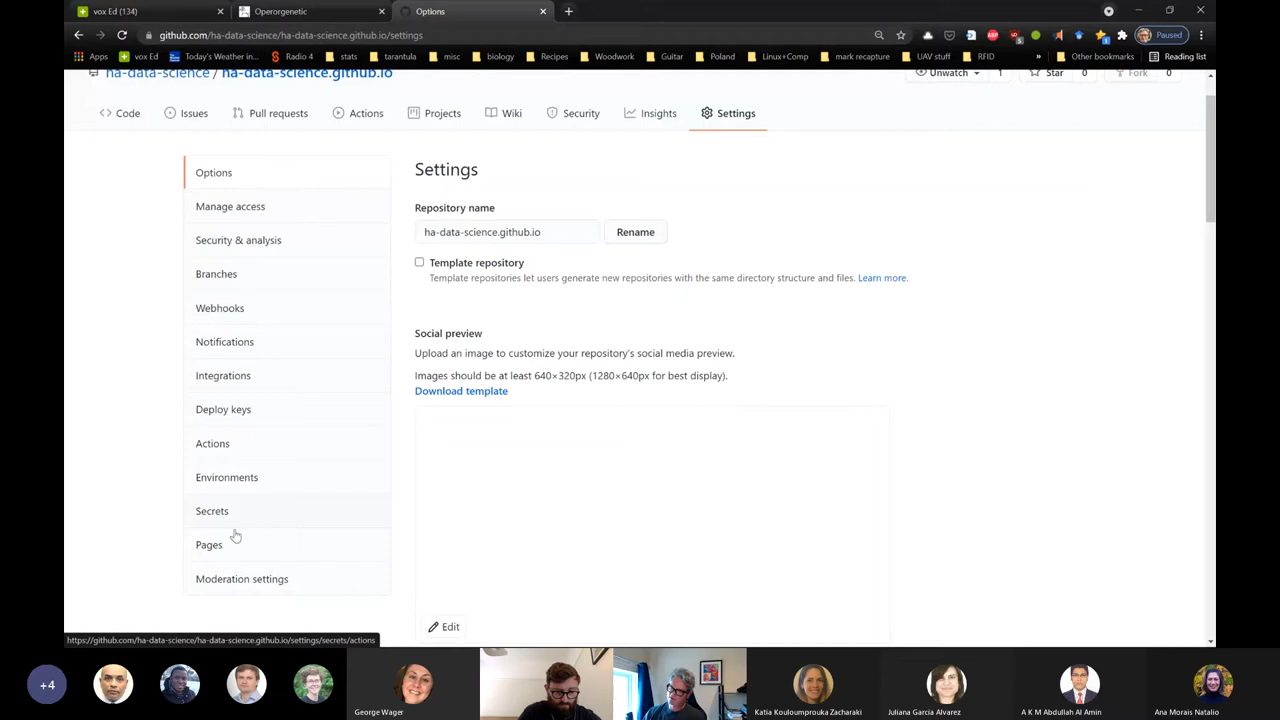 vox Ed (134)
Operorgenetic
Options
github.com/ha-data-science/ha-data-science.github.io/settings
Paused
Apps vox Ed Today's Weather in... Radio 4 stats tarantula misc biology Recipes Woodwork Guitar Poland Linux+Comp mark recapture UAV stuff RFID » Other bookmarks Reading list
ha-data-science / ha-data-science.github.io
Unwatch 1 Star 0 Fork 0
Code Issues Pull requests Actions Projects Wiki Security Insights Settings
Options
Manage access
Security & analysis
Branches
Webhooks
Notifications
Integrations
Deploy keys
Actions
Environments
Secrets
Pages
Moderation settings
Settings
Repository name
ha-data-science.github.io Rename
Template repository
Template repositories let users generate new repositories with the same directory structure and files. Learn more.
Social preview
Upload an image to customize your repository's social media preview.
Images should be at least 640×320px (1280×640px for best display).
Download template
Edit
https://github.com/ha-data-science/ha-data-science.github.io/settings/secrets/actions
+4
George Wager
Katia Kouloumprouka Zacharaki
Juliana Garcia Alvarez
A K M Abdullah Al Amin
Ana Morais Natalio